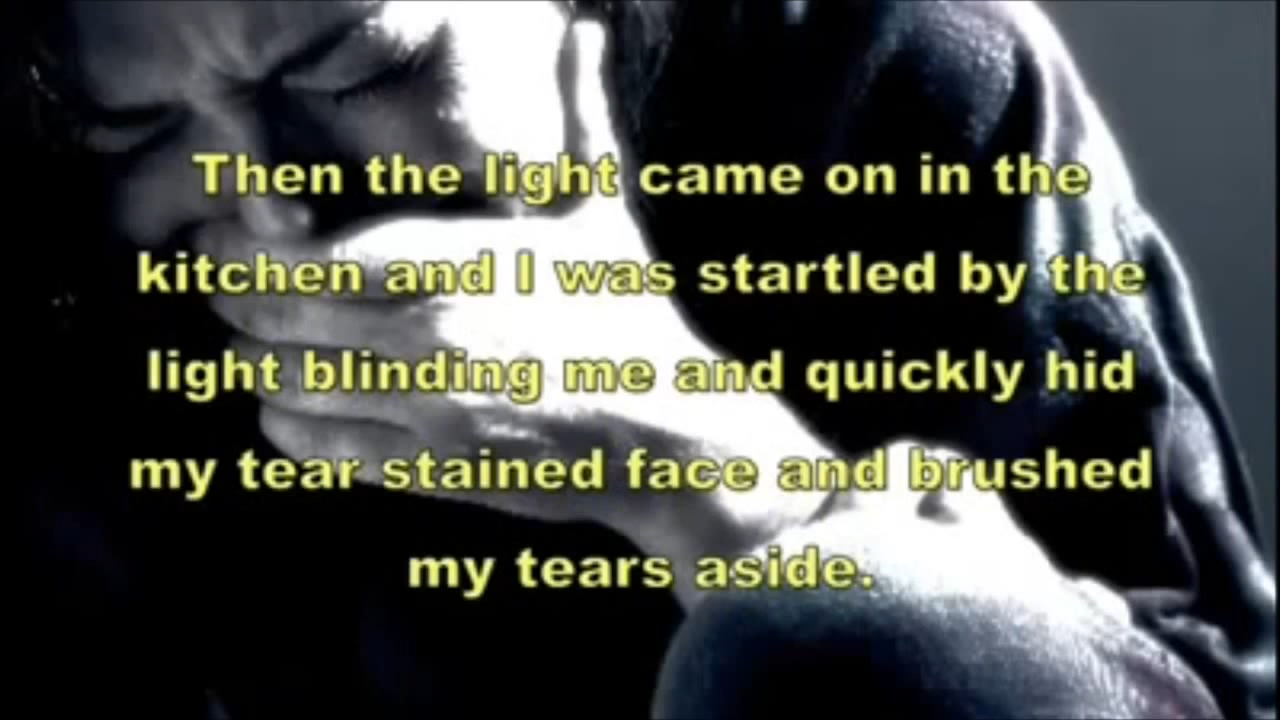 Then the light came on in the
kitchen and I was startled by the
light blinding me and quickly hid
my tear stained face and brushed
my tears aside.